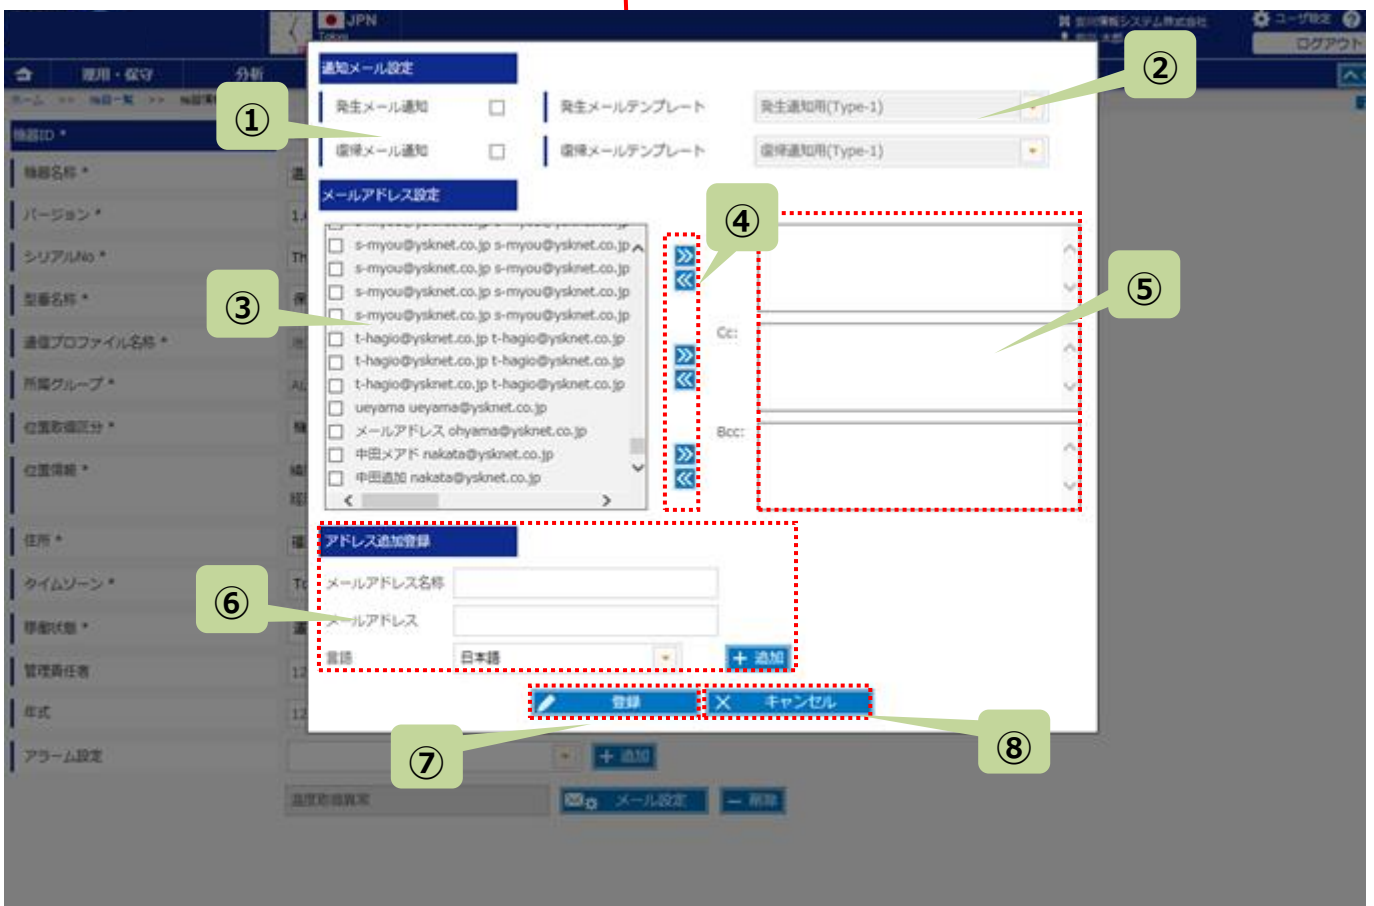 JPN
Tokyo
ユーザ設定
ログアウト
運用・保守
分析
ホーム >> 機器一覧 >>
機器ID *
機器名称 *
バージョン *
シリアルNo *
型番名称 *
通信プロファイル名称 *
所属グループ *
位置取得区分 *
位置情報 *
住所 *
タイムゾーン *
稼働状態 *
管理責任者
年式
アラーム設定
通知メール設定
①
②
発生メール通知
発生メールテンプレート
発生通知用(Type-1)
復帰メール通知
復帰メールテンプレート
復帰通知用(Type-1)
メールアドレス設定
④
s-myou@ysknet.co.jp s-myou@ysknet.co.jp
s-myou@ysknet.co.jp s-myou@ysknet.co.jp
s-myou@ysknet.co.jp s-myou@ysknet.co.jp
s-myou@ysknet.co.jp s-myou@ysknet.co.jp
③
⑤
t-hagio@ysknet.co.jp t-hagio@ysknet.co.jp
t-hagio@ysknet.co.jp t-hagio@ysknet.co.jp
t-hagio@ysknet.co.jp t-hagio@ysknet.co.jp
ueyama ueyama@ysknet.co.jp
メールアドレス ohyama@ysknet.co.jp
中田メアド nakata@ysknet.co.jp
中田追加 nakata@ysknet.co.jp
Cc:
Bcc:
アドレス追加登録
メールアドレス名称
⑥
メールアドレス
言語
日本語
+ 追加
登録
キャンセル
⑦
⑧
+ 追加
温度取得異常
メール設定
削除